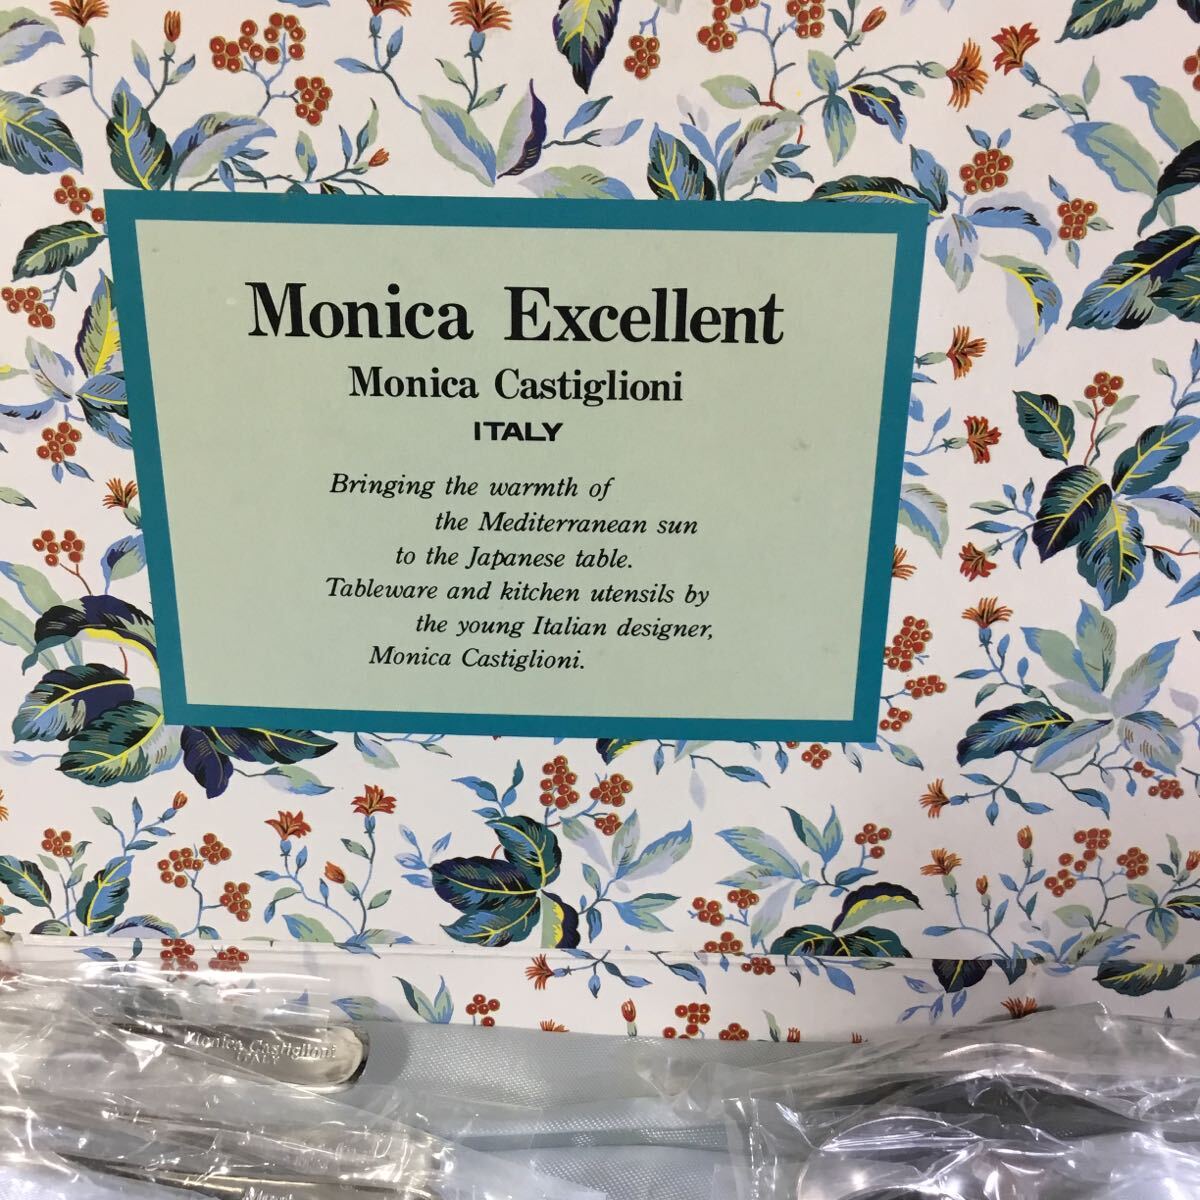 Monica Excellent
Monica Castiglioni
ITALY
Bringing the warmth of
the Mediterranean sun
to the Japanese table.
Tableware and kitchen utensils by
the young Italian designer,
Monica Castiglioni.
Monica Castiglioni
ITALY